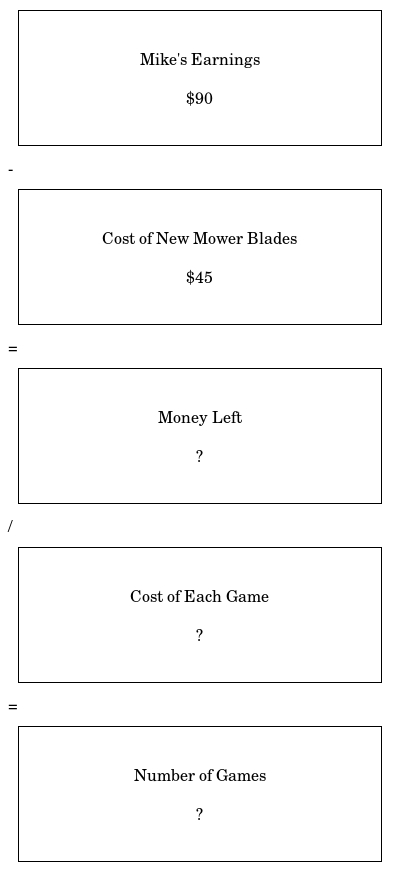 Mike's Earnings
$90
-
Cost of New Mower Blades
$45
=
Money Left
?
/
Cost of Each Game
?
=
Number of Games
?